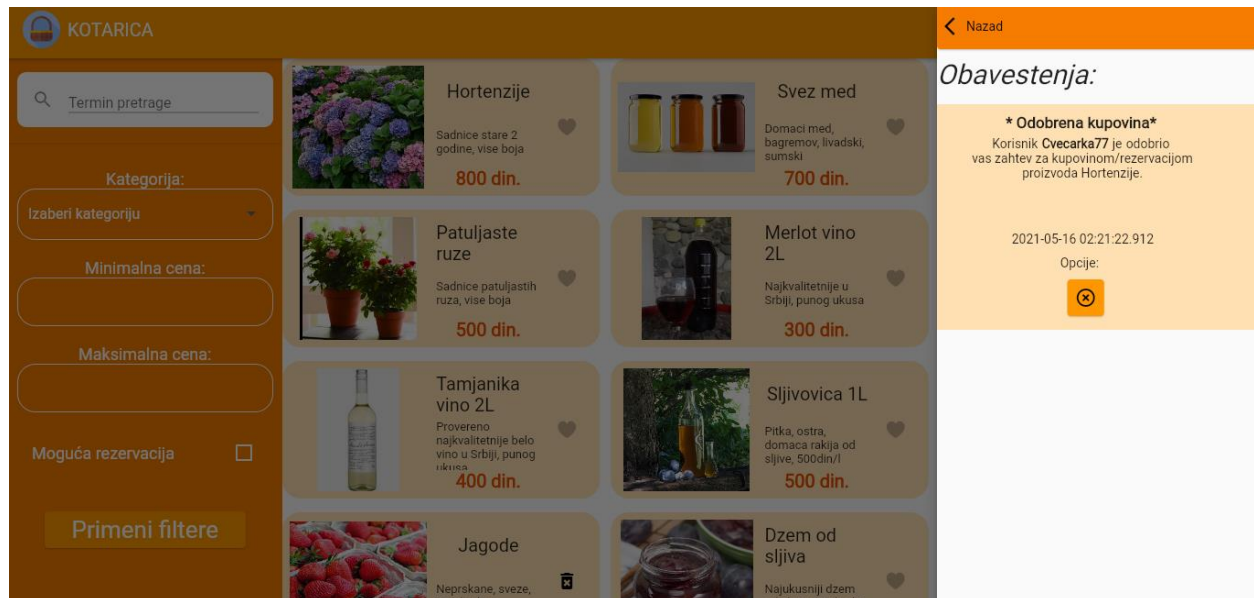 KOTARICA
Termin pretrage
Kategorija:
Izaberi kategoriju
Minimalna cena:
Maksimalna cena:
Moguća rezervacija
Primeni filtere
Hortenzije
Sadnice stare 2
godine, vise boja
800 din.
Svez med
Domaci med,
bagremov, livadski,
sumski
700 din.
Patuljaste
ruze
Sadnice patuljastih
ruza, vise boja
500 din.
Merlot vino
2L
Najkvalitetnije u
Srbiji, punog ukusa
300 din.
Tamjanika
vino 2L
Provereno
najkvalitetnije belo
vino u Srbiji, punog
ukusa
400 din.
Sljivovica 1L
Pitka, ostra,
domaca rakija od
sljive, 500din/l
500 din.
Jagode
Neprskane, sveze,
Dzem od
sljiva
Najukusniji dzem
Nazad
Obavestenja:
* Odobrena kupovina*
Korisnik Cvecarka77 je odobrio
vas zahtev za kupovinom/rezervacijom
proizvoda Hortenzije.
2021-05-16 02:21:22.912
Opcije: